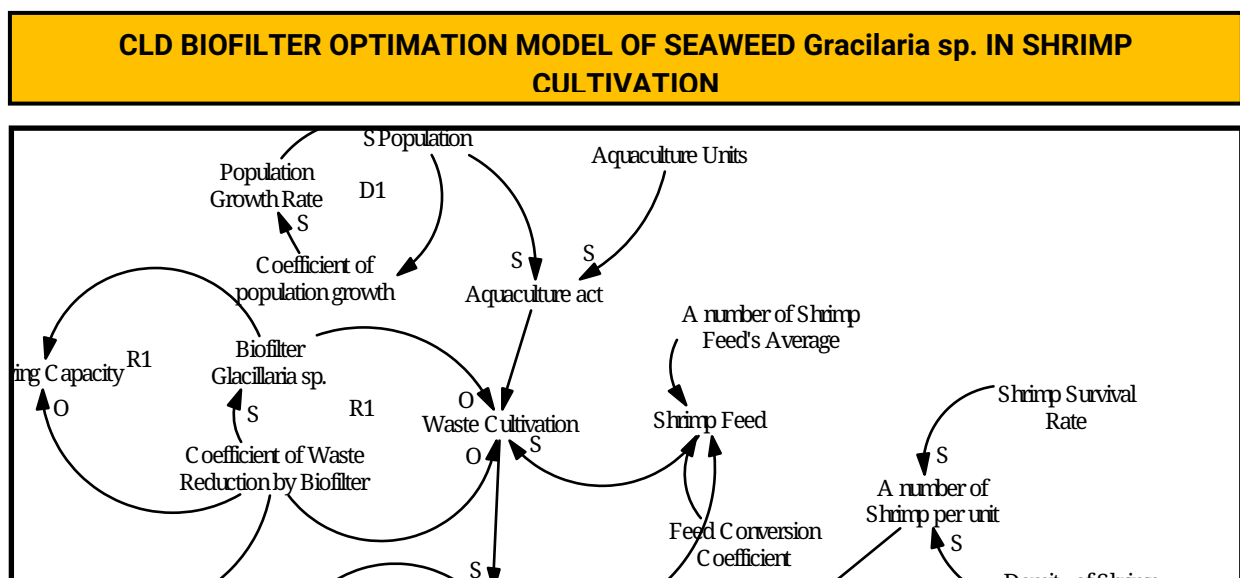 CLD BIOFILTER OPTIMATION MODEL OF SEAWEED Gracilaria sp. IN SHRIMP
CULTIVATION
S Population
Aquaculture Units
Population
Growth Rate
D1
S
Coefficient of
population growth
S
S
Aquaculture act
A number of Shrimp
Feed's Average
Biofilter
Glacillaria sp.
ing Capacity
R1
O
S
R1
O
Waste Cultivation
O
S
Shrimp Feed
Shrimp Survival
Rate
Coefficient of Waste
Reduction by Biofilter
S
A number of
Shrimp per unit
Feed Conversion
Coefficient
S
S